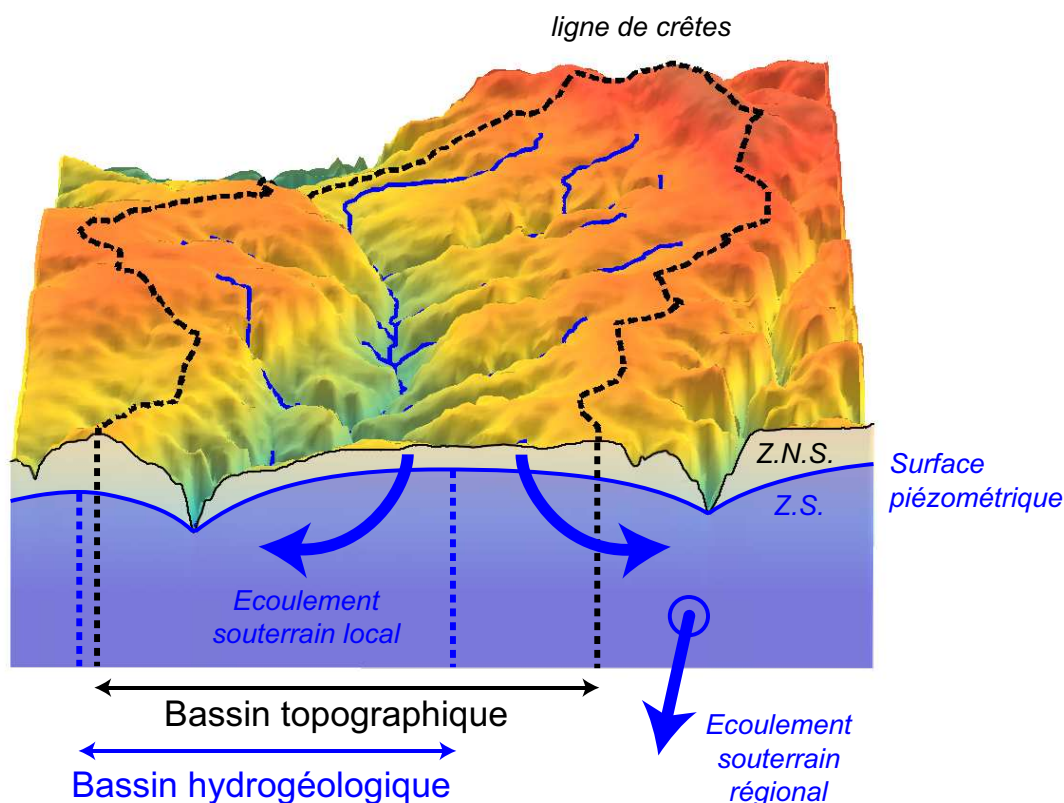 ligne de crêtes
Z.N.S.
Surface
piézométrique
Z.S.
Ecoulement
souterrain local
Bassin topographique
Ecoulement
souterrain
régional
Bassin hydrogéologique